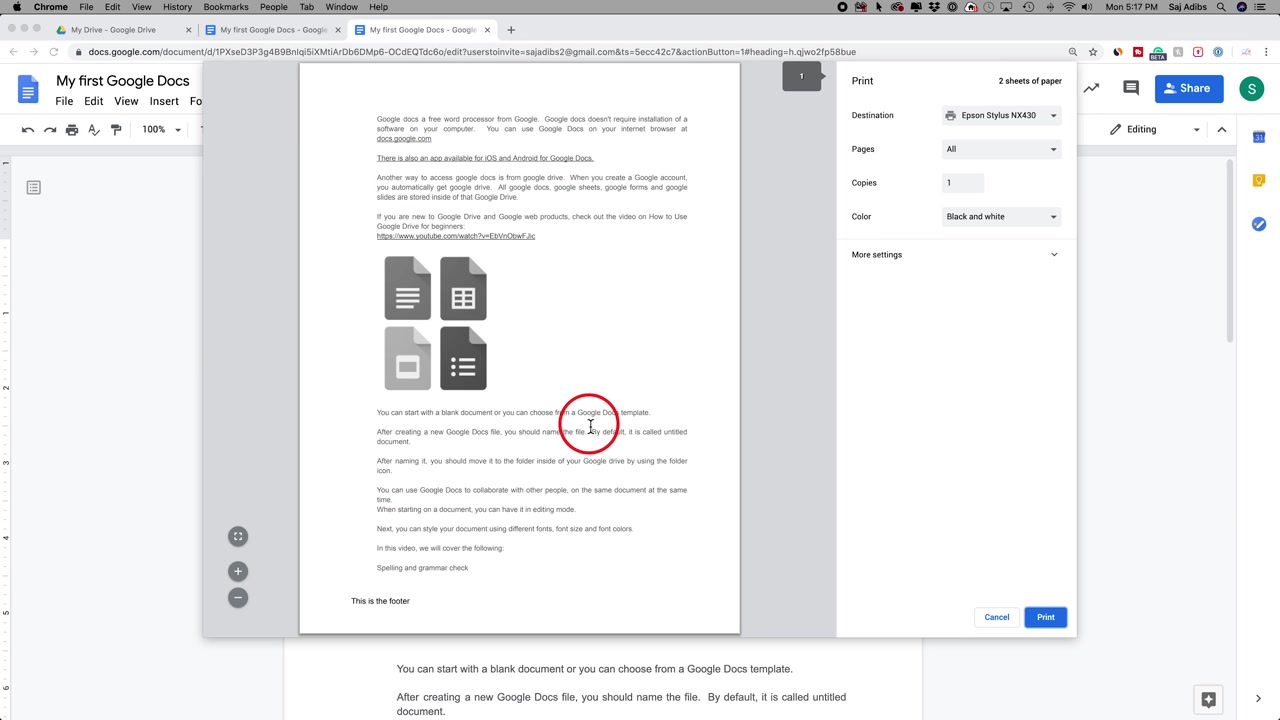 Chrome File Edit View History Bookmarks People Tab Window Help
Mon 5:17 PM Saj Adibs
My Drive - Google Drive
My first Google Docs - Google
My first Google Docs - Google
docs.google.com/document/d/1PXseD3P3g4B9BnIqi5iXMtiArDb6DMp6-OCdEQTdc6o/edit?userstoinvite=sajadibs2@gmail.com&ts=5ecc42c7&actionButton=1#heading=h.qjwo2fp58bue
BETA
My first Google Docs
File Edit View Insert Fo
Share
S
100%
Editing
31
1
Google docs a free word processor from Google. Google docs doesn't require installation of a
software on your computer. You can use Google Docs on your internet browser at
docs.google.com
There is also an app available for iOS and Android for Google Docs.
Another way to access google docs is from google drive. When you create a Google account,
you automatically get google drive. All google docs, google sheets, google forms and google
slides are stored inside of that Google Drive.
If you are new to Google Drive and Google web products, check out the video on How to Use
Google Drive for beginners:
https://www.youtube.com/watch?v=EbVnObwFJic
You can start with a blank document or you can choose from a Google Docs template.
After creating a new Google Docs file, you should name the file. By default, it is called untitled
document.
After naming it, you should move it to the folder inside of your Google drive by using the folder
icon.
You can use Google Docs to collaborate with other people, on the same document at the same
time.
When starting on a document, you can have it in editing mode.
Next, you can style your document using different fonts, font size and font colors.
In this video, we will cover the following:
Spelling and grammar check
This is the footer
Print
2 sheets of paper
Destination
Epson Stylus NX430
Pages
All
Copies
1
Color
Black and white
More settings
Cancel
Print
1
1
2
3
4
5
6
You can start with a blank document or you can choose from a Google Docs template.
After creating a new Google Docs file, you should name the file. By default, it is called untitled
document.